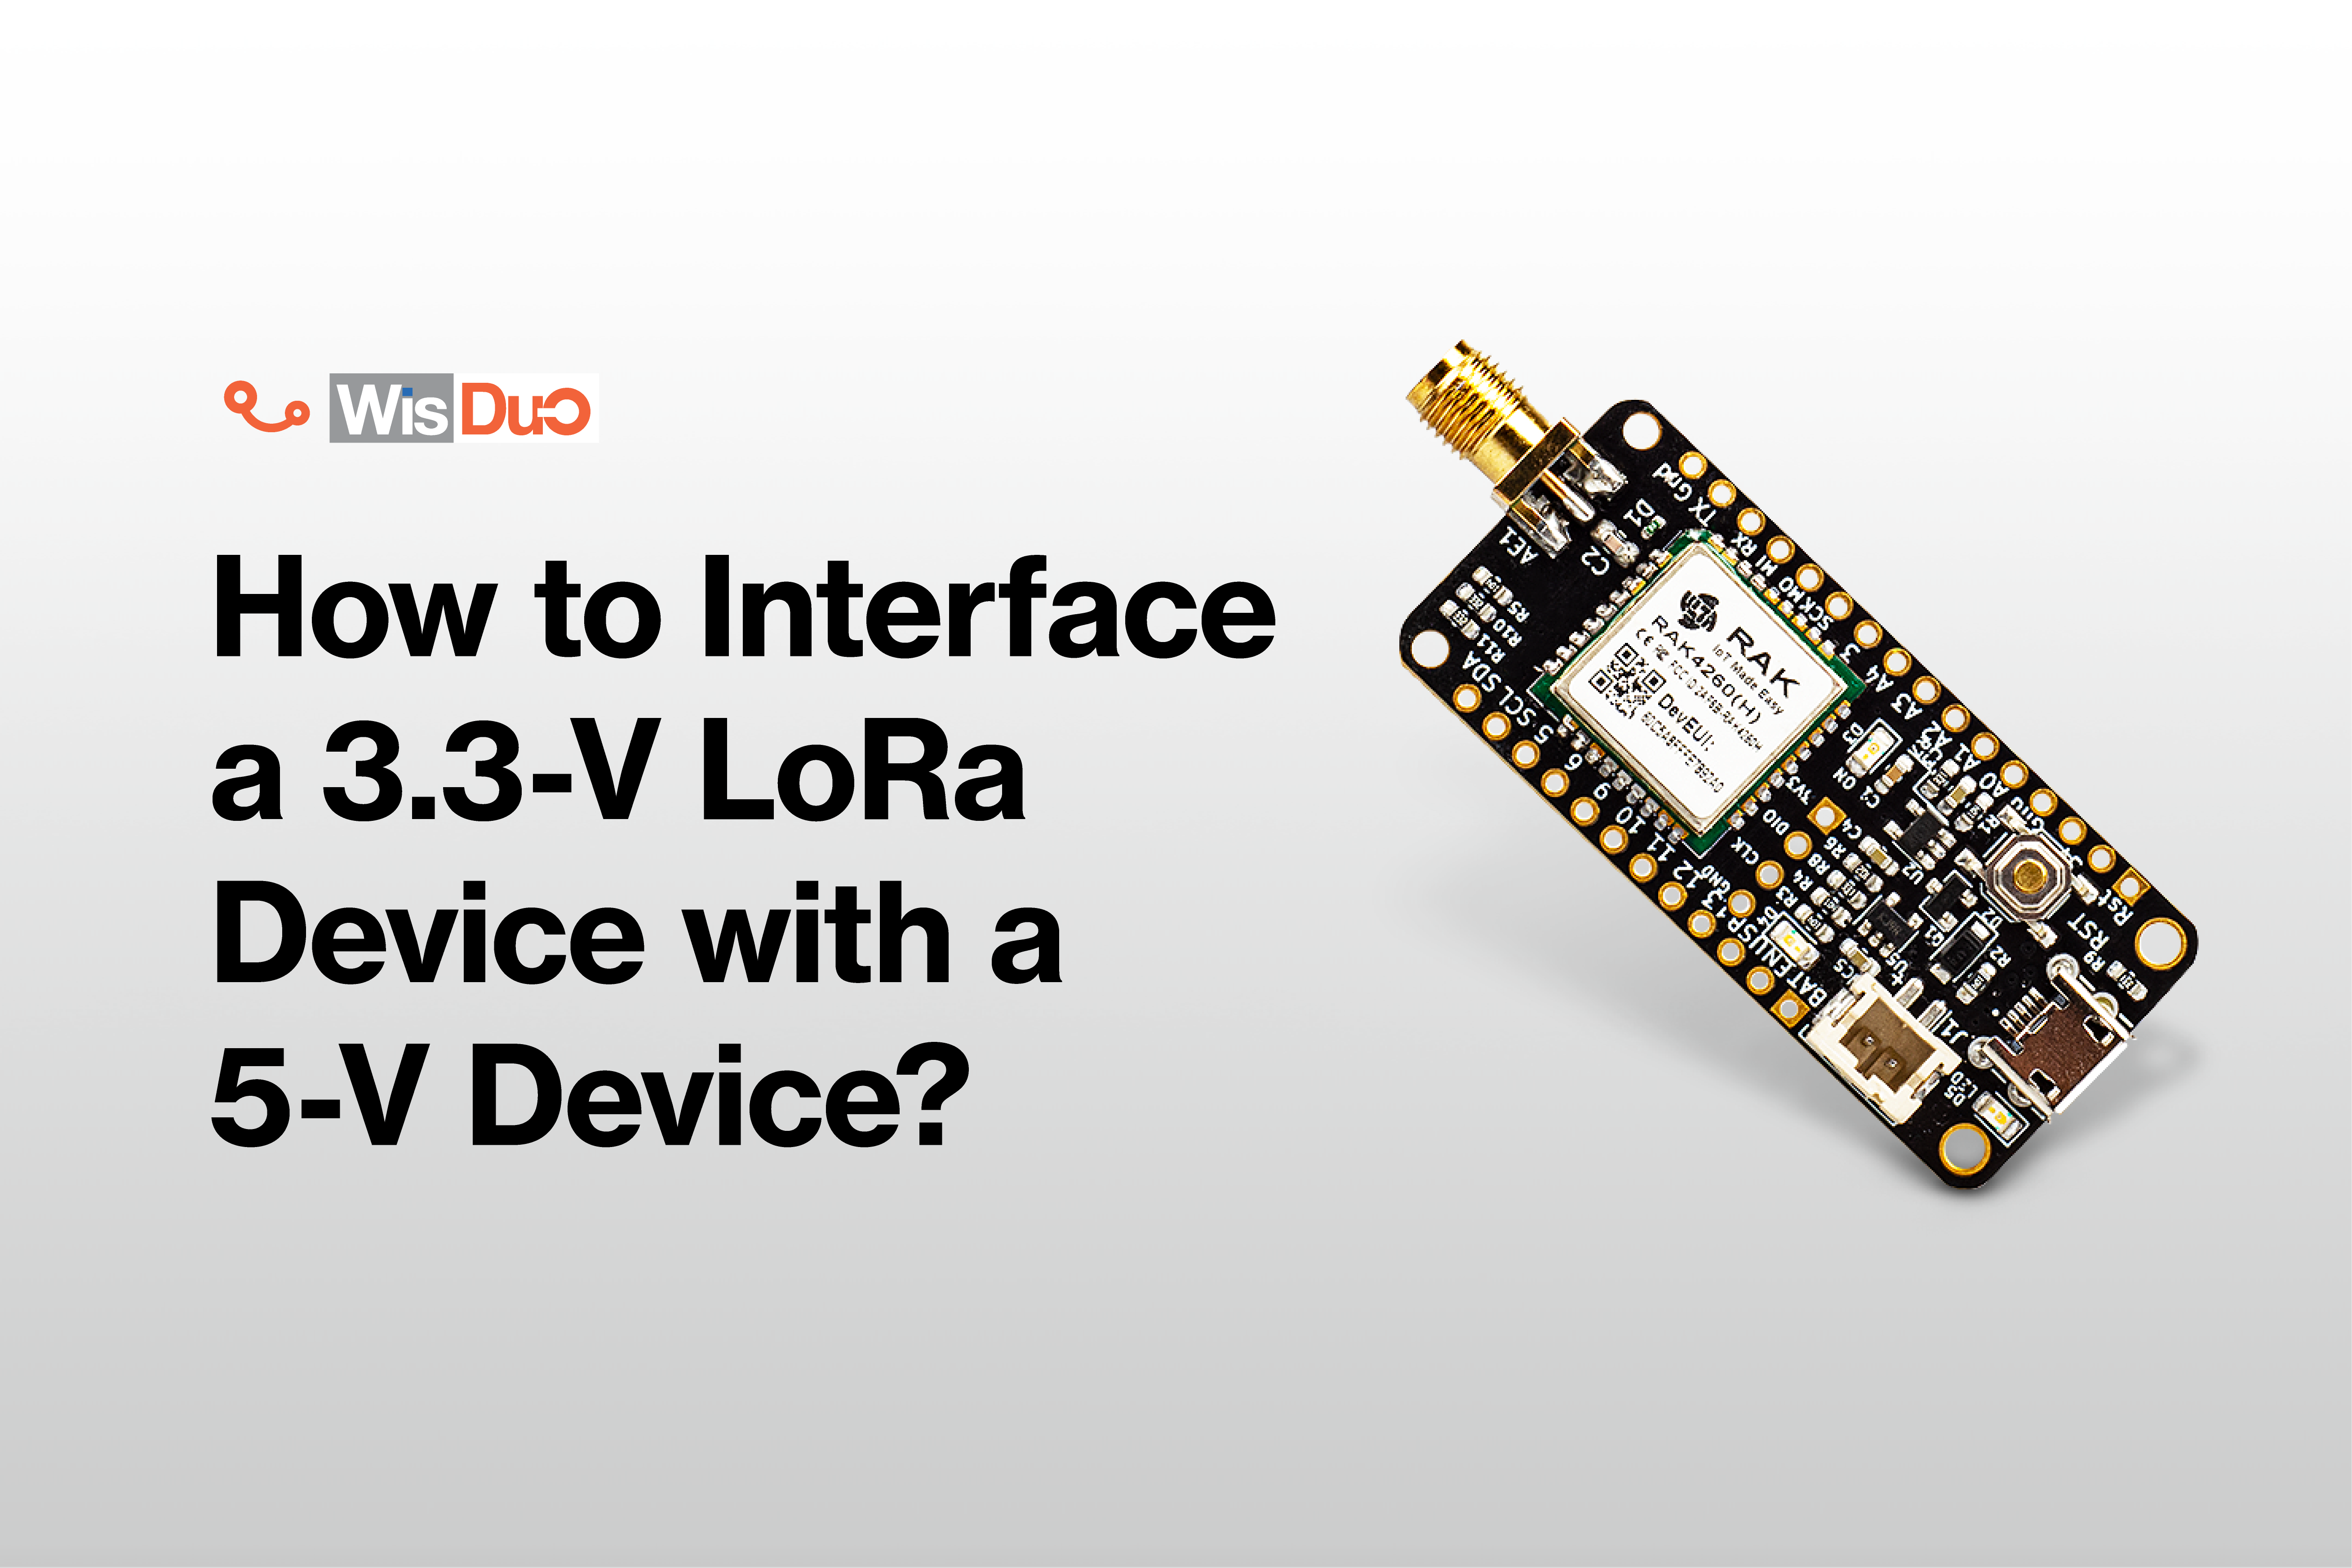 WisDuo
How to Interface
a 3.3-V LoRa
Device with a
5-V Device?
AE1
C2
D1
Gnd
TX
RX
MI
MO
SCK
3
A4
A3
A2
A1
A0
R5
R10
R11
SDA
SCL
5
6
9
10
11
12
13
USB
EN
BAT
RAK
IoT Made Easy
RAK4260(H)
DevEUI:
ON
C1
3V3
DIO
CLK
GND
C4
R6
R8
R4
R3
U2
Q1
D2
R2
RST
Rst
R9
J1
D5
LED